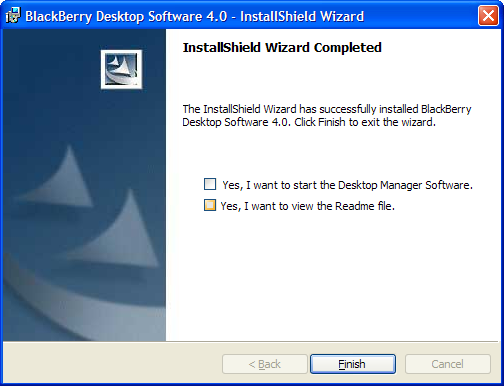 BlackBerry Desktop Software 4.0 - InstallShield Wizard
InstallShield Wizard Completed
The InstallShield Wizard has successfully installed BlackBerry
Desktop Software 4.0. Click Finish to exit the wizard.
Yes, I want to start the Desktop Manager Software.
Yes, I want to view the Readme file.
< Back
Finish
Cancel